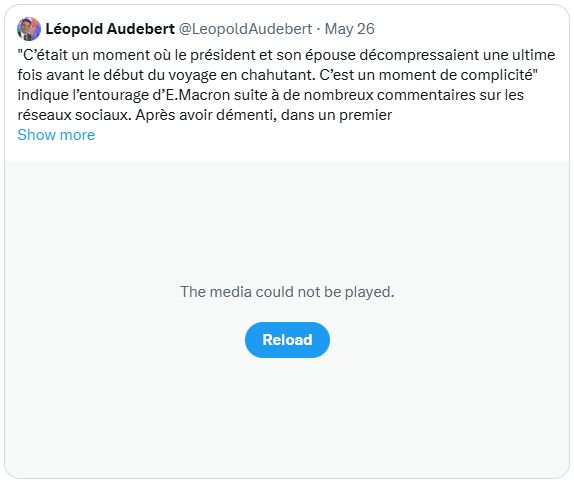 Léopold Audebert @LeopoldAudebert · May 26
"C’était un moment où le président et son épouse décompressaient une ultime
fois avant le début du voyage en chahutant. C’est un moment de complicité"
indique l’entourage d’E.Macron suite à de nombreux commentaires sur les
réseaux sociaux. Après avoir démenti, dans un premier
Show more
The media could not be played.
Reload